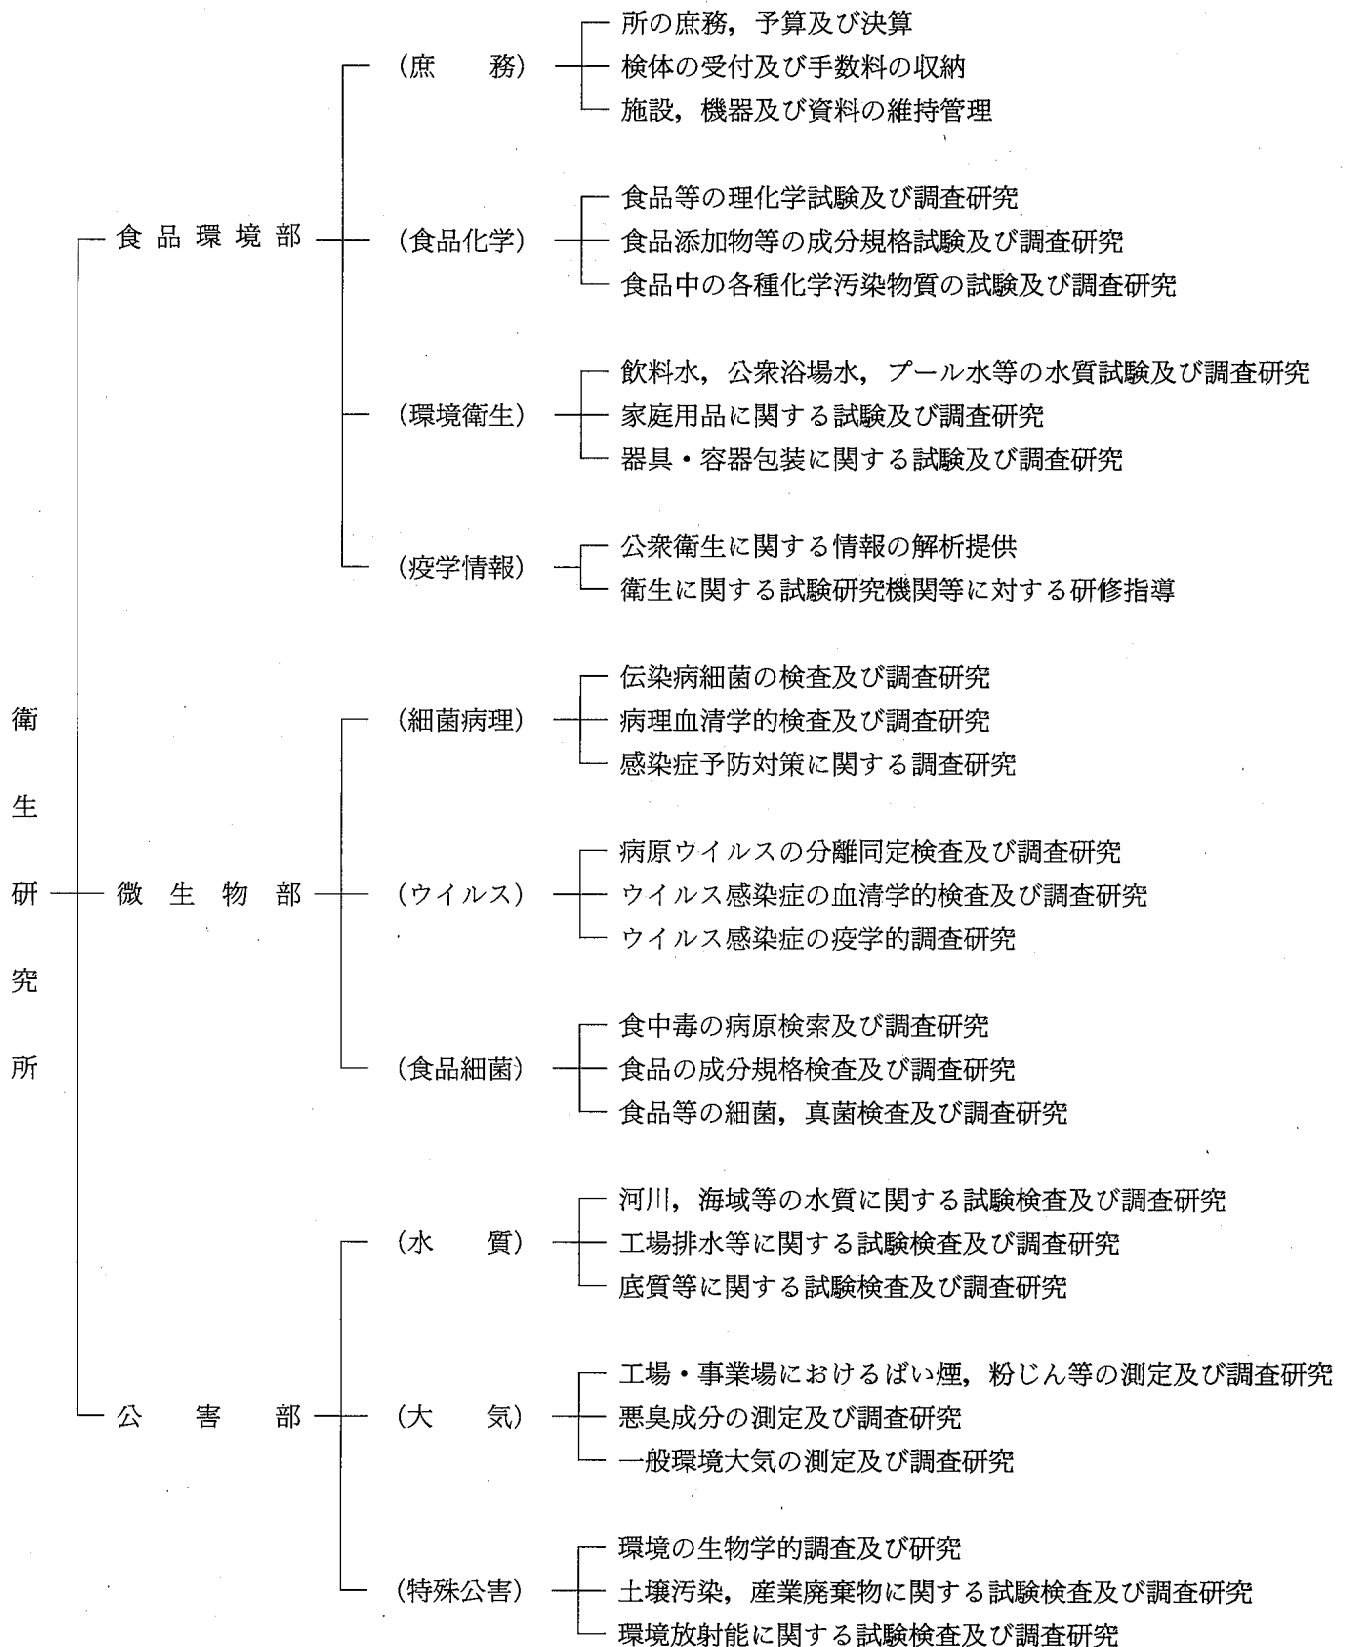 衛生研究所
食品環境部
(庶務)
所の庶務，予算及び決算
検体の受付及び手数料の収納
施設，機器及び資料の維持管理
(食品化学)
食品等の理化学試験及び調査研究
食品添加物等の成分規格試験及び調査研究
食品中の各種化学汚染物質の試験及び調査研究
(環境衛生)
飲料水，公衆浴場水，プール水等の水質試験及び調査研究
家庭用品に関する試験及び調査研究
器具・容器包装に関する試験及び調査研究
(疫学情報)
公衆衛生に関する情報の解析提供
衛生に関する試験研究機関等に対する研修指導
微生物部
(細菌病理)
伝染病細菌の検査及び調査研究
病理血清学的検査及び調査研究
感染症予防対策に関する調査研究
(ウイルス)
病原ウイルスの分離同定検査及び調査研究
ウイルス感染症の血清学的検査及び調査研究
ウイルス感染症の疫学的調査研究
(食品細菌)
食中毒の病原検索及び調査研究
食品の成分規格検査及び調査研究
食品等の細菌，真菌検査及び調査研究
公害部
(水質)
河川，海域等の水質に関する試験検査及び調査研究
工場排水等に関する試験検査及び調査研究
底質等に関する試験検査及び調査研究
(大気)
工場・事業場におけるばい煙，粉じん等の測定及び調査研究
悪臭成分の測定及び調査研究
一般環境大気の測定及び調査研究
(特殊公害)
環境の生物学的調査及び研究
土壌汚染，産業廃棄物に関する試験検査及び調査研究
環境放射能に関する試験検査及び調査研究